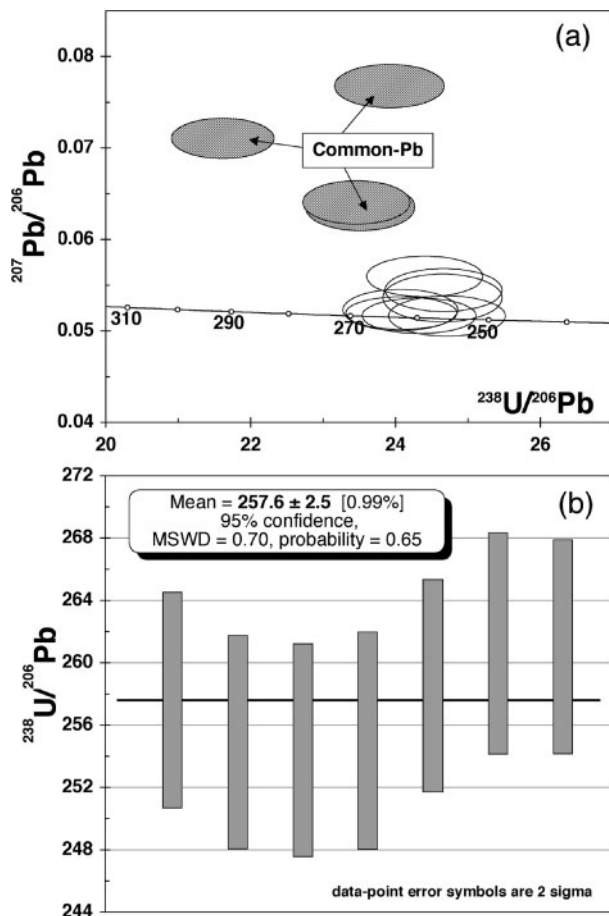 (a)
0.08
Common-Pb
0.07
207Pb/206Pb
0.06
0.05
310
290
270
250
238U/206Pb
0.04
20
22
24
26
272
Mean = 257.6 ± 2.5 [0.99%]
95% confidence,
MSWD = 0.70, probability = 0.65
(b)
268
264
238U/206Pb
260
256
252
248
data-point error symbols are 2 sigma
244